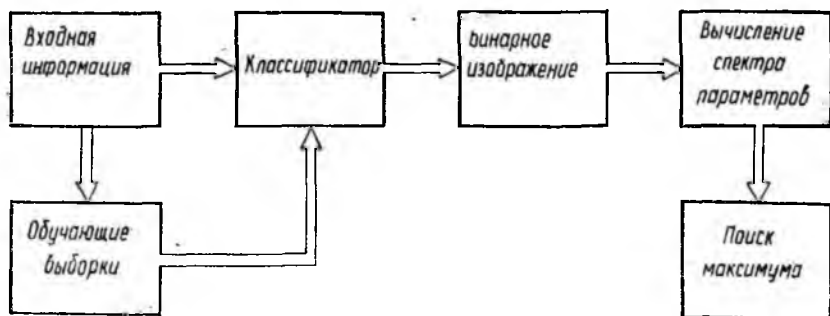 Входная
информация
Классификатор
бинарное
изображение
Вычисление
спектра
параметров
Обучающие
выборки
Поиск
максимума